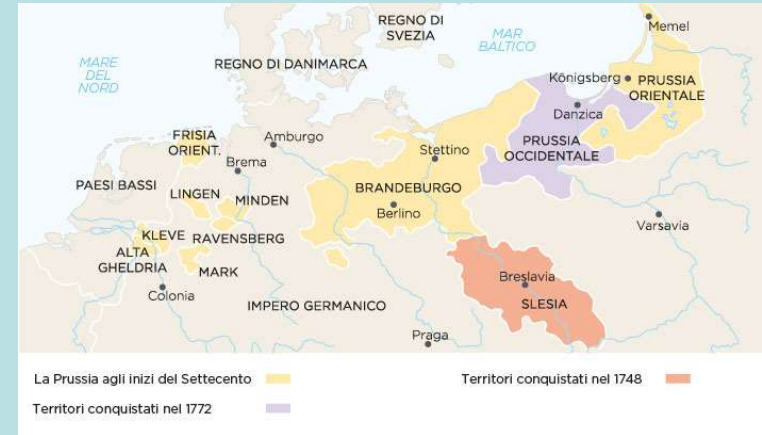 REGNO DI
SVEZIA
MAR
BALTICO
Memel
MARE
DEL
NORD
REGNO DI DANIMARCA
Königsberg
PRUSSIA
ORIENTALE
Danzica
FRISIA
ORIENT.
Amburgo
Brema
Stettino
PRUSSIA
OCCIDENTALE
PAESI BASSI
LINGEN
MINDEN
BRANDEBURGO
Berlino
Varsavia
KLEVE
RAVENSBERG
ALTA
GHELDRIA
MARK
Colonia
IMPERO GERMANICO
Breslavia
SLESIA
Praga
La Prussia agli inizi del Settecento
Territori conquistati nel 1748
Territori conquistati nel 1772